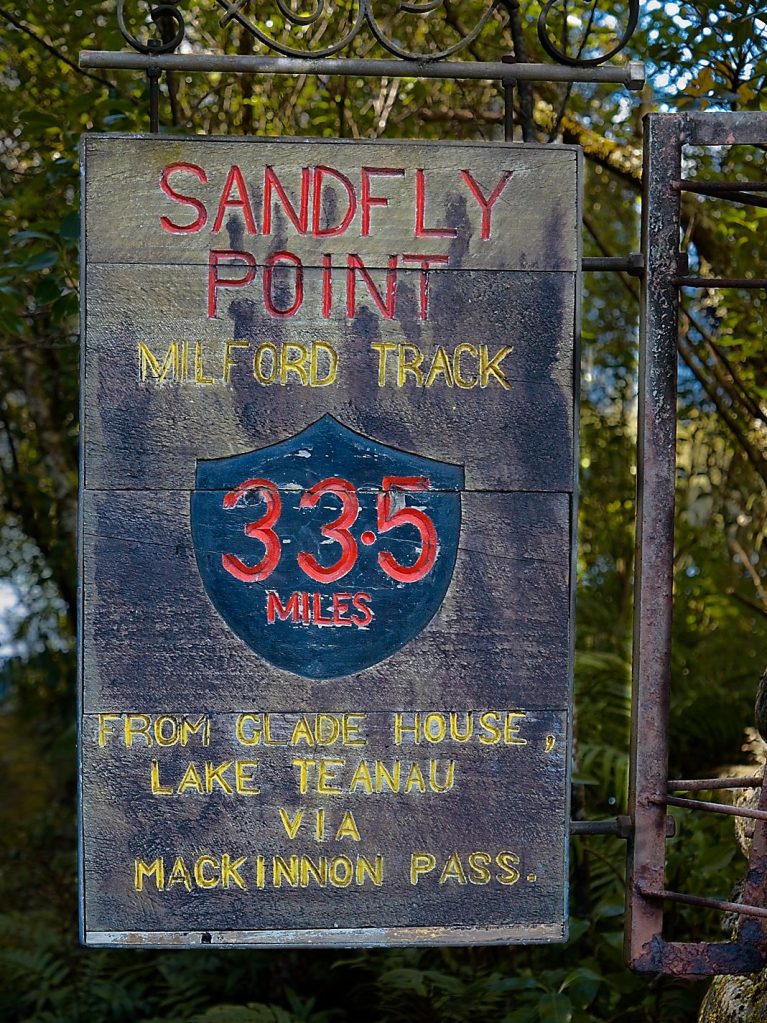 SANDFLY
POINT
MILFORD TRACK
33·5
MILES
FROM GLADE HOUSE,
LAKE TEANAU
VIA
MACKINNON PASS.